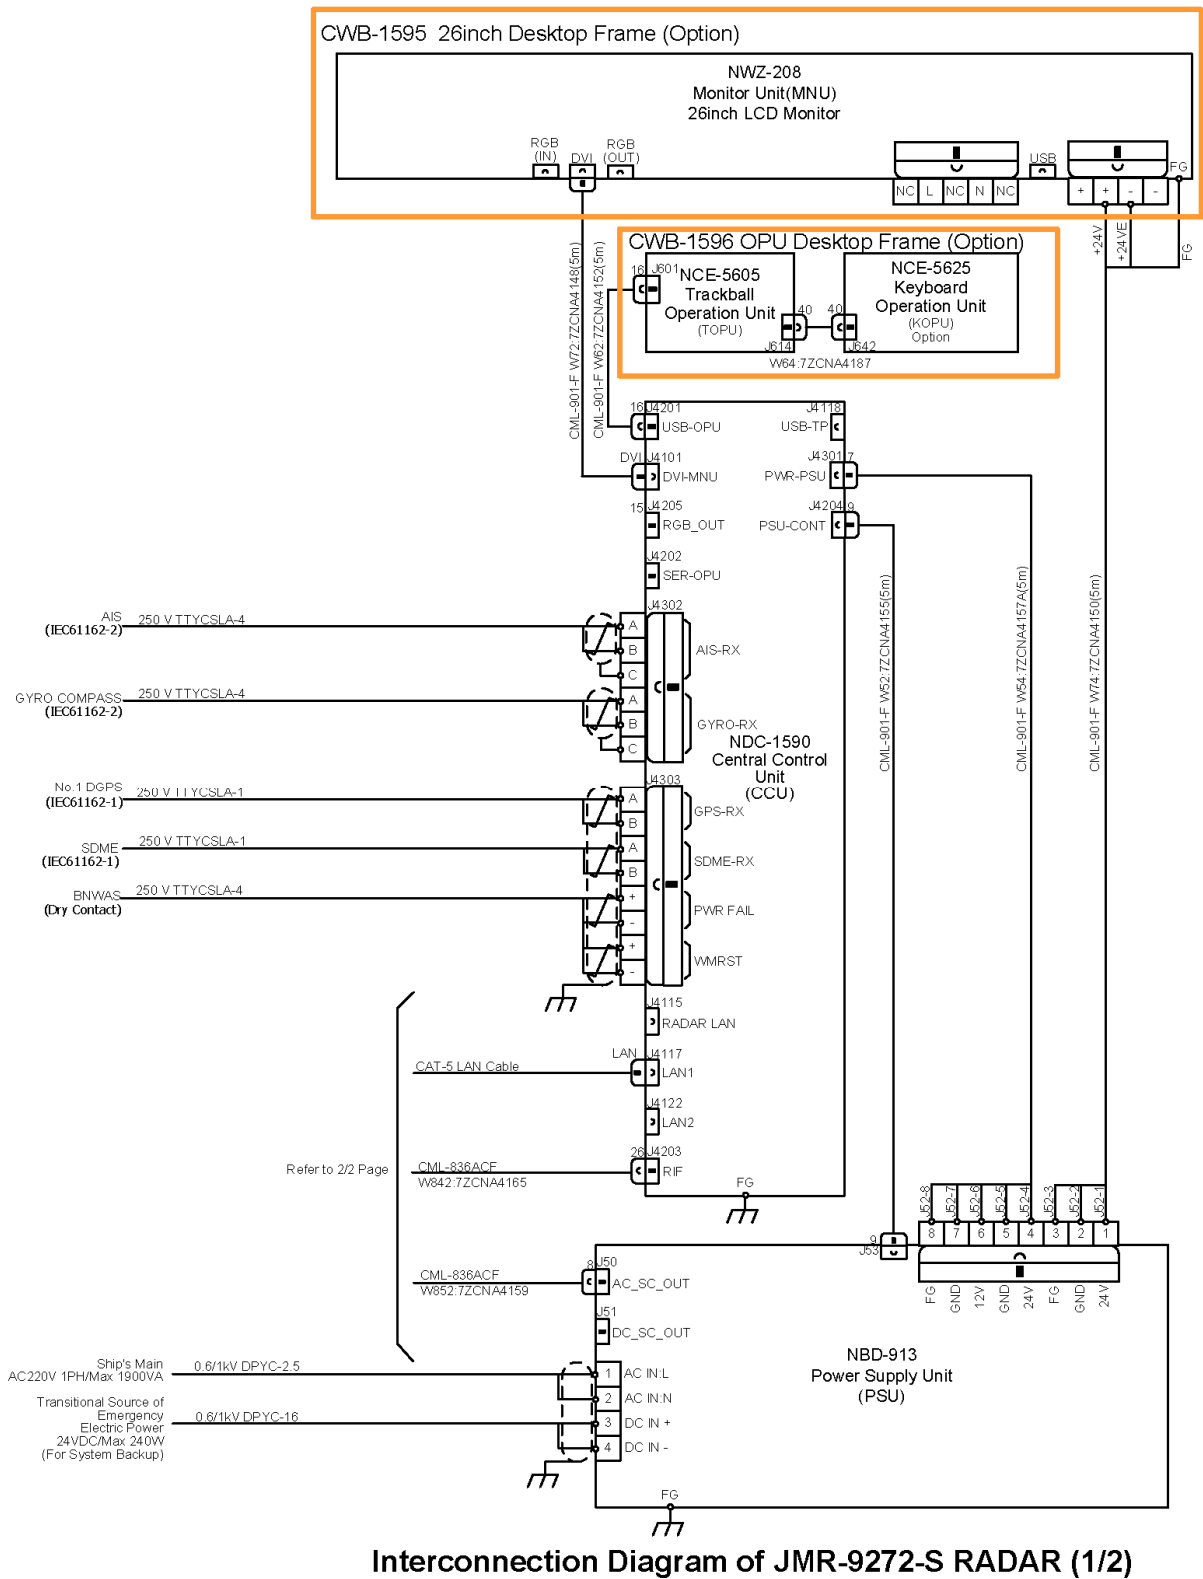 CWB-1595 26inch Desktop Frame (Option)
NWZ-208
Monitor Unit(MNU)
26inch LCD Monitor
RGB
(IN)
DVI
RGB
(OUT)
USB
FG
NC L NC N NC
+ + - -
+24V
+24VE
FG
CML-901-F W72:7ZCNA4148(5m)
CML-901-F W62:7ZCNA4152(5m)
CWB-1596 OPU Desktop Frame (Option)
16 J601
NCE-5605
Trackball
Operation Unit
(TOPU)
40
J614
NCE-5625
Keyboard
Operation Unit
(KOPU)
Option
40
J642
W64:7ZCNA4187
16 J4201
USB-OPU
J4118
USB-TP
DVI J4101
DVI-MNU
J4301 7
PWR-PSU
15 J4205
RGB_OUT
J4204 9
PSU-CONT
J4202
SER-OPU
CML-901-F W52:7ZCNA4155(5m)
CML-901-F W54:7ZCNA4157A(5m)
CML-901-F W74:7ZCNA4150(5m)
AIS
(IEC61162-2)
250 V TTYCSLA-4
J4302
A
B
C
AIS-RX
GYRO COMPASS
(IEC61162-2)
250 V TTYCSLA-4
A
B
C
GYRO-RX
NDC-1590
Central Control
Unit
(CCU)
No.1 DGPS
(IEC61162-1)
250 V TTYCSLA-1
J4303
A
B
GPS-RX
SDME
(IEC61162-1)
250 V TTYCSLA-1
A
B
SDME-RX
BNWAS
(Dry Contact)
250 V TTYCSLA-4
+
-
PWR FAIL
+
-
WMRST
J4115
RADAR LAN
LAN J4117
CAT-5 LAN Cable
LAN1
J4122
LAN2
Refer to 2/2 Page
26 J4203
CML-836ACF
W842:7ZCNA4165
RIF
FG
J52-8 J52-7 J52-6 J52-5 J52-4 J52-3 J52-2 J52-1
8 7 6 5 4 3 2 1
FG GND 12V GND 24V FG GND 24V
9
J53
8 J50
CML-836ACF
W852:7ZCNA4159
AC_SC_OUT
J51
DC_SC_OUT
NBD-913
Power Supply Unit
(PSU)
Ship's Main
AC220V 1PH/Max 1900VA
0.6/1kV DPYC-2.5
1 AC IN:L
2 AC IN:N
Transitional Source of
Emergency
Electric Power
24VDC/Max 240W
(For System Backup)
0.6/1kV DPYC-16
3 DC IN +
4 DC IN -
FG
Interconnection Diagram of JMR-9272-S RADAR (1/2)